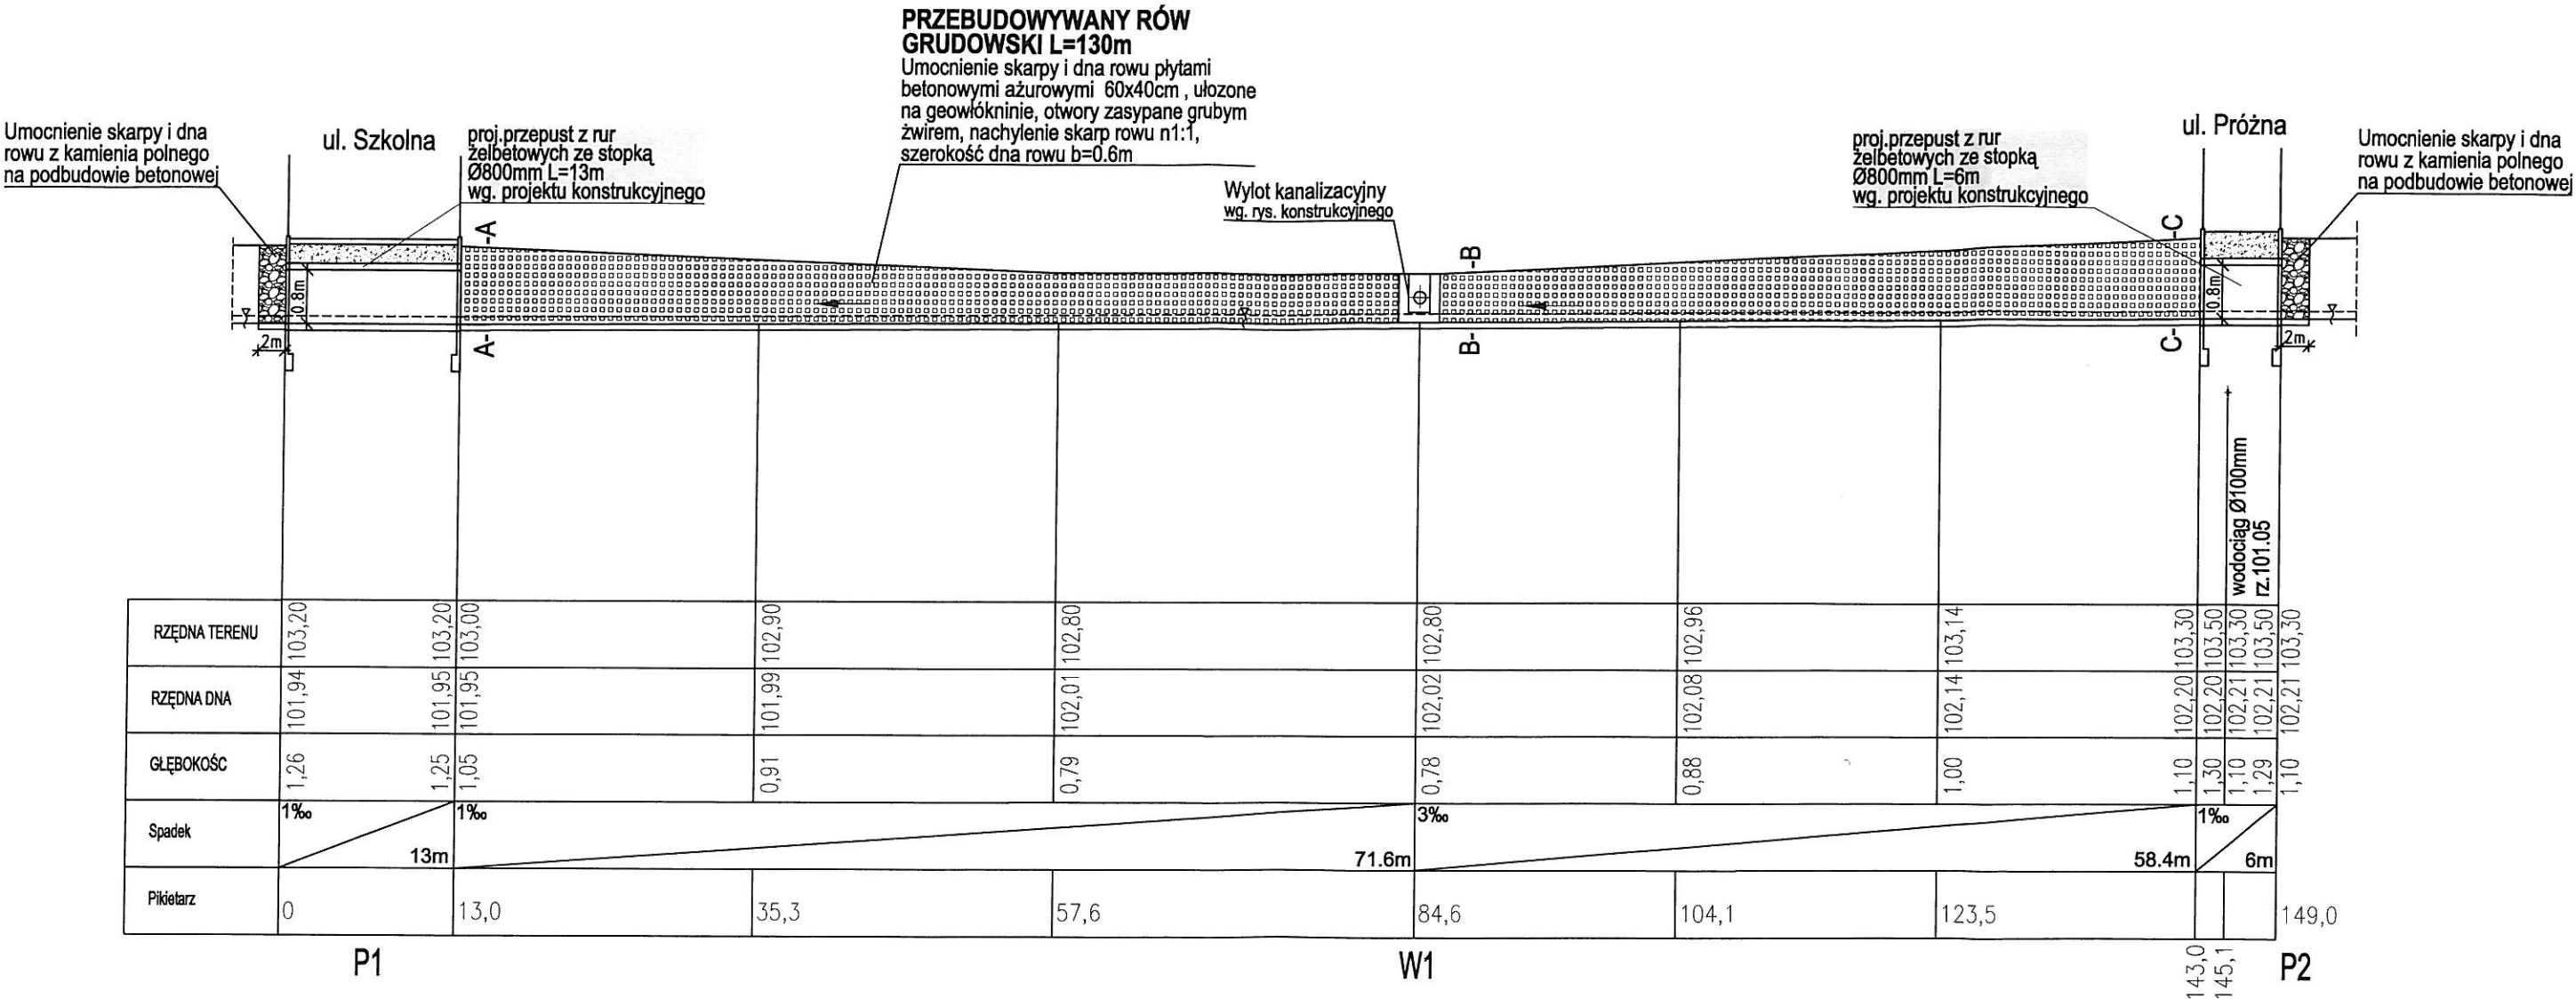 PRZEBUDOWYWANY RÓW
GRUDOWSKI L=130m
Umocnienie skarpy i dna rowu płytami
betonowymi ażurowymi 60x40cm , ułozone
na geowłókninie, otwory zasypane grubym
żwirem, nachylenie skarp rowu n1:1,
szerokość dna rowu b=0.6m
Umocnienie skarpy i dna
rowu z kamienia polnego
na podbudowie betonowej
ul. Szkolna
proj.przepust z rur
żelbetowych ze stopką
Ø800mm L=13m
wg. projektu konstrukcyjnego
Wylot kanalizacyjny
wg. rys. konstrukcyjnego
proj.przepust z rur
żelbetowych ze stopką
Ø800mm L=6m
wg. projektu konstrukcyjnego
ul. Próżna
Umocnienie skarpy i dna
rowu z kamienia polnego
na podbudowie betonowej
-A
-B
-C
0.8m
0.8m
2m
A-
B-
C-
2m
wodociąg Ø100mm
rz.101.05
RZĘDNA TERENU 103,20 103,20 103,00 102,90 102,80 102,80 102,96 103,14 103,30 103,50 103,30 103,50 103,30
RZĘDNA DNA 101,94 101,95 101,95 101,99 102,01 102,02 102,08 102,14 102,20 102,20 102,21 102,21 102,21
GŁĘBOKOŚC 1,26 1,25 1,05 0,91 0,79 0,78 0,88 1,00 1,10 1,30 1,10 1,29 1,10
1‰ 1‰ 3‰ 1‰
Spadek
13m 71.6m 58.4m 6m
Pikietarz 0 13,0 35,3 57,6 84,6 104,1 123,5 149,0
143,0 145,1
P1 W1 P2